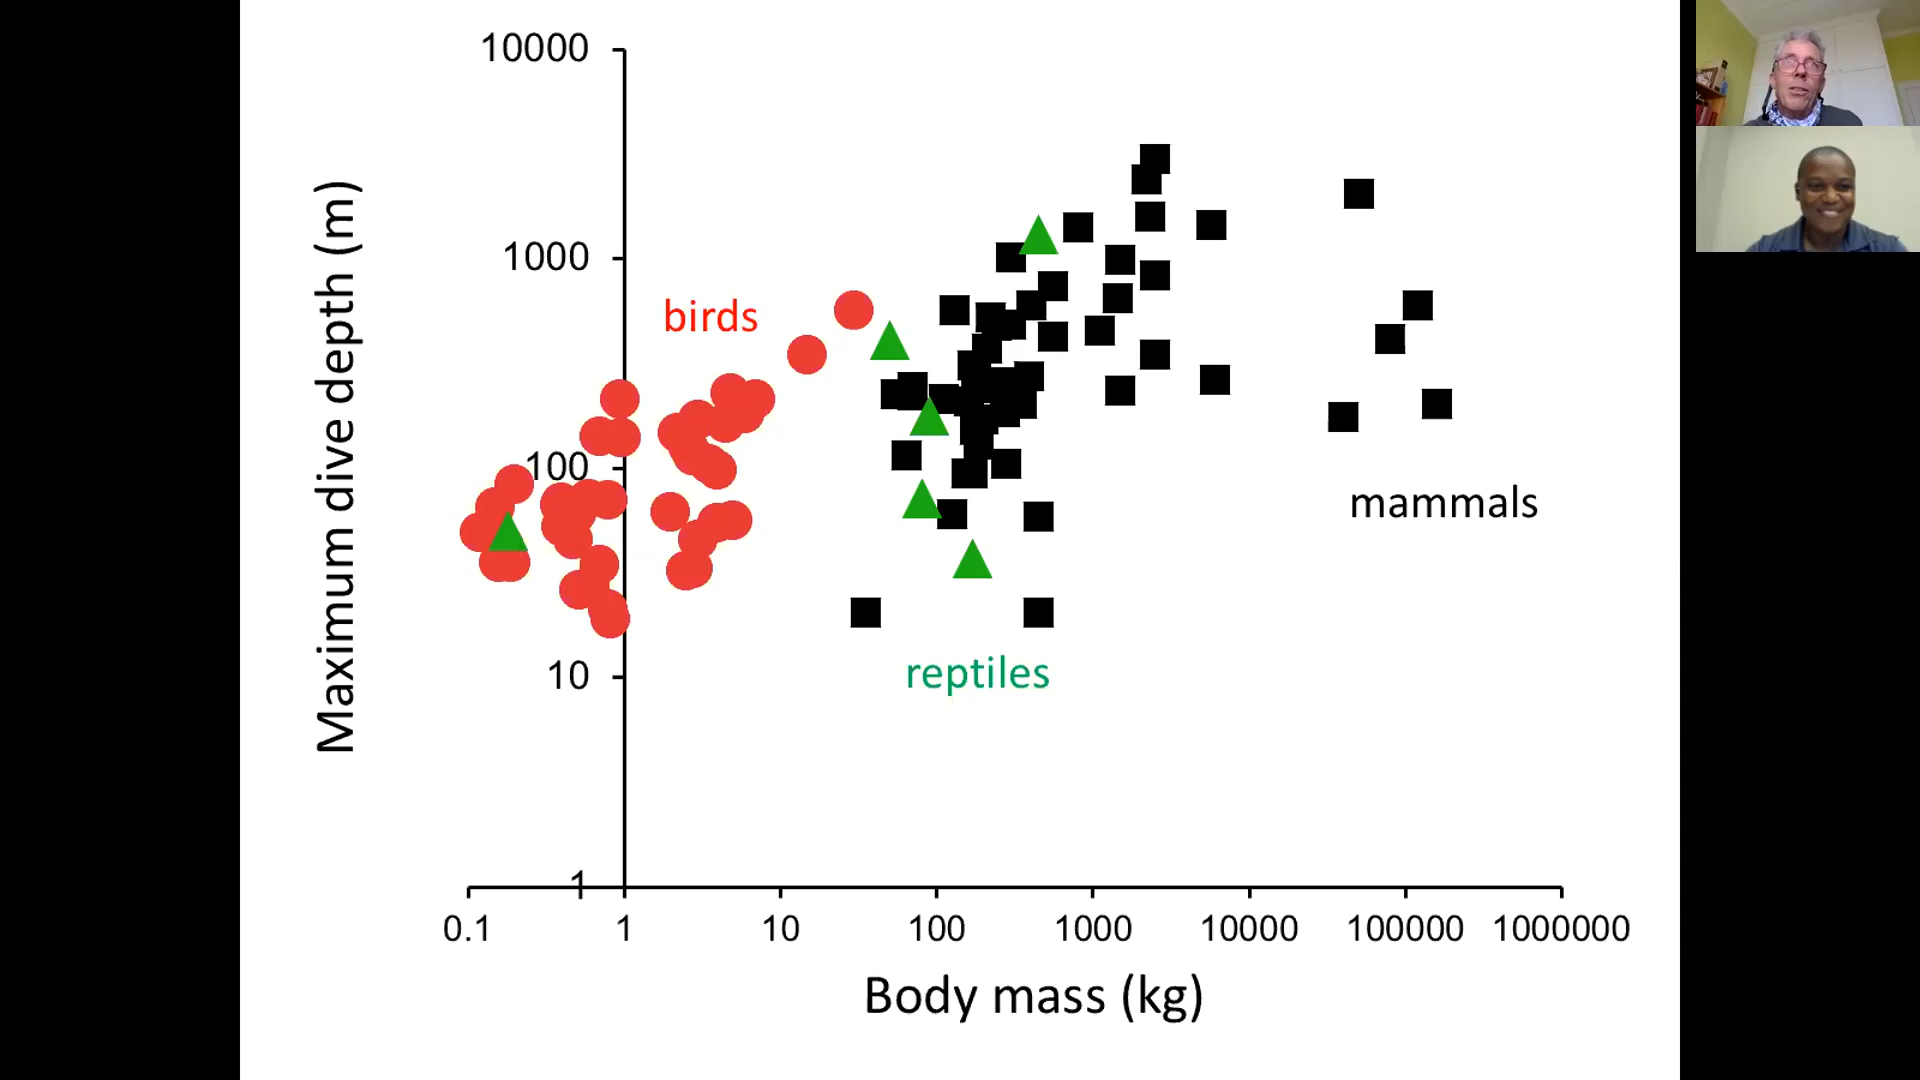 10000
1000
100
10
1
Maximum dive depth (m)
birds
mammals
reptiles
0.1 1 10 100 1000 10000 100000 1000000
Body mass (kg)